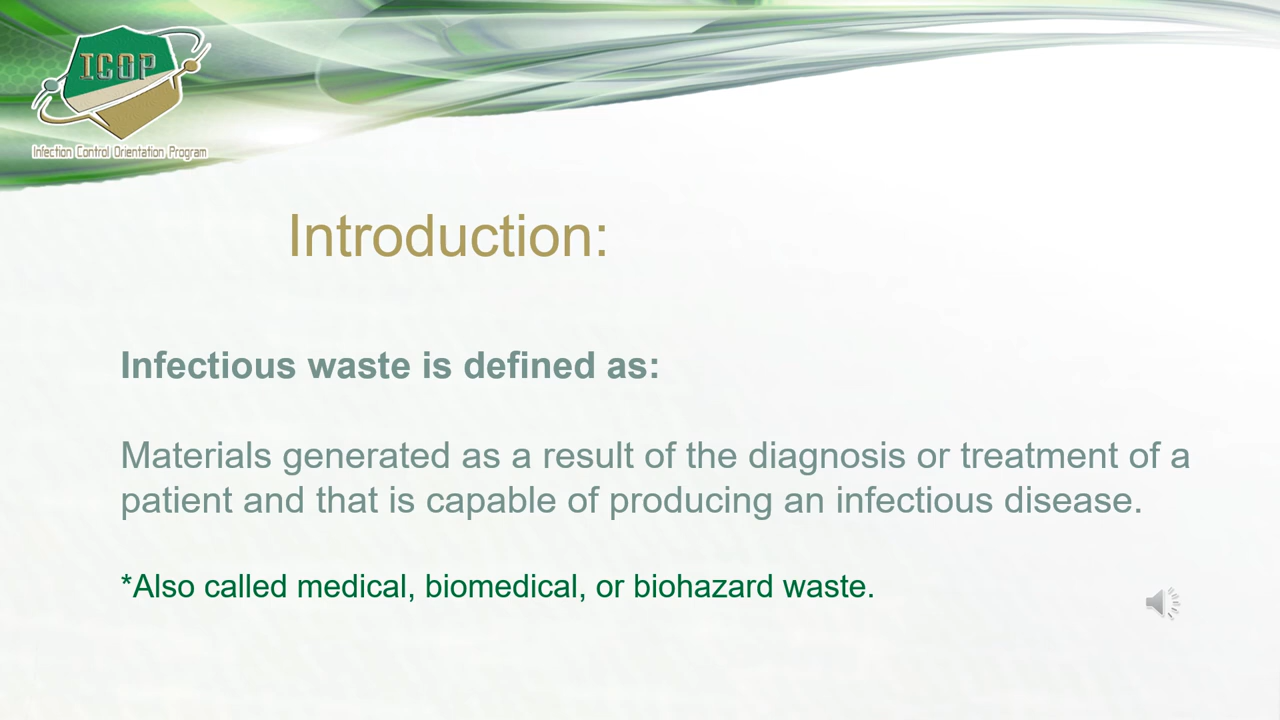 ICOP
Infection Control Orientation Program
Introduction:
Infectious waste is defined as:
Materials generated as a result of the diagnosis or treatment of a
patient and that is capable of producing an infectious disease.
*Also called medical, biomedical, or biohazard waste.